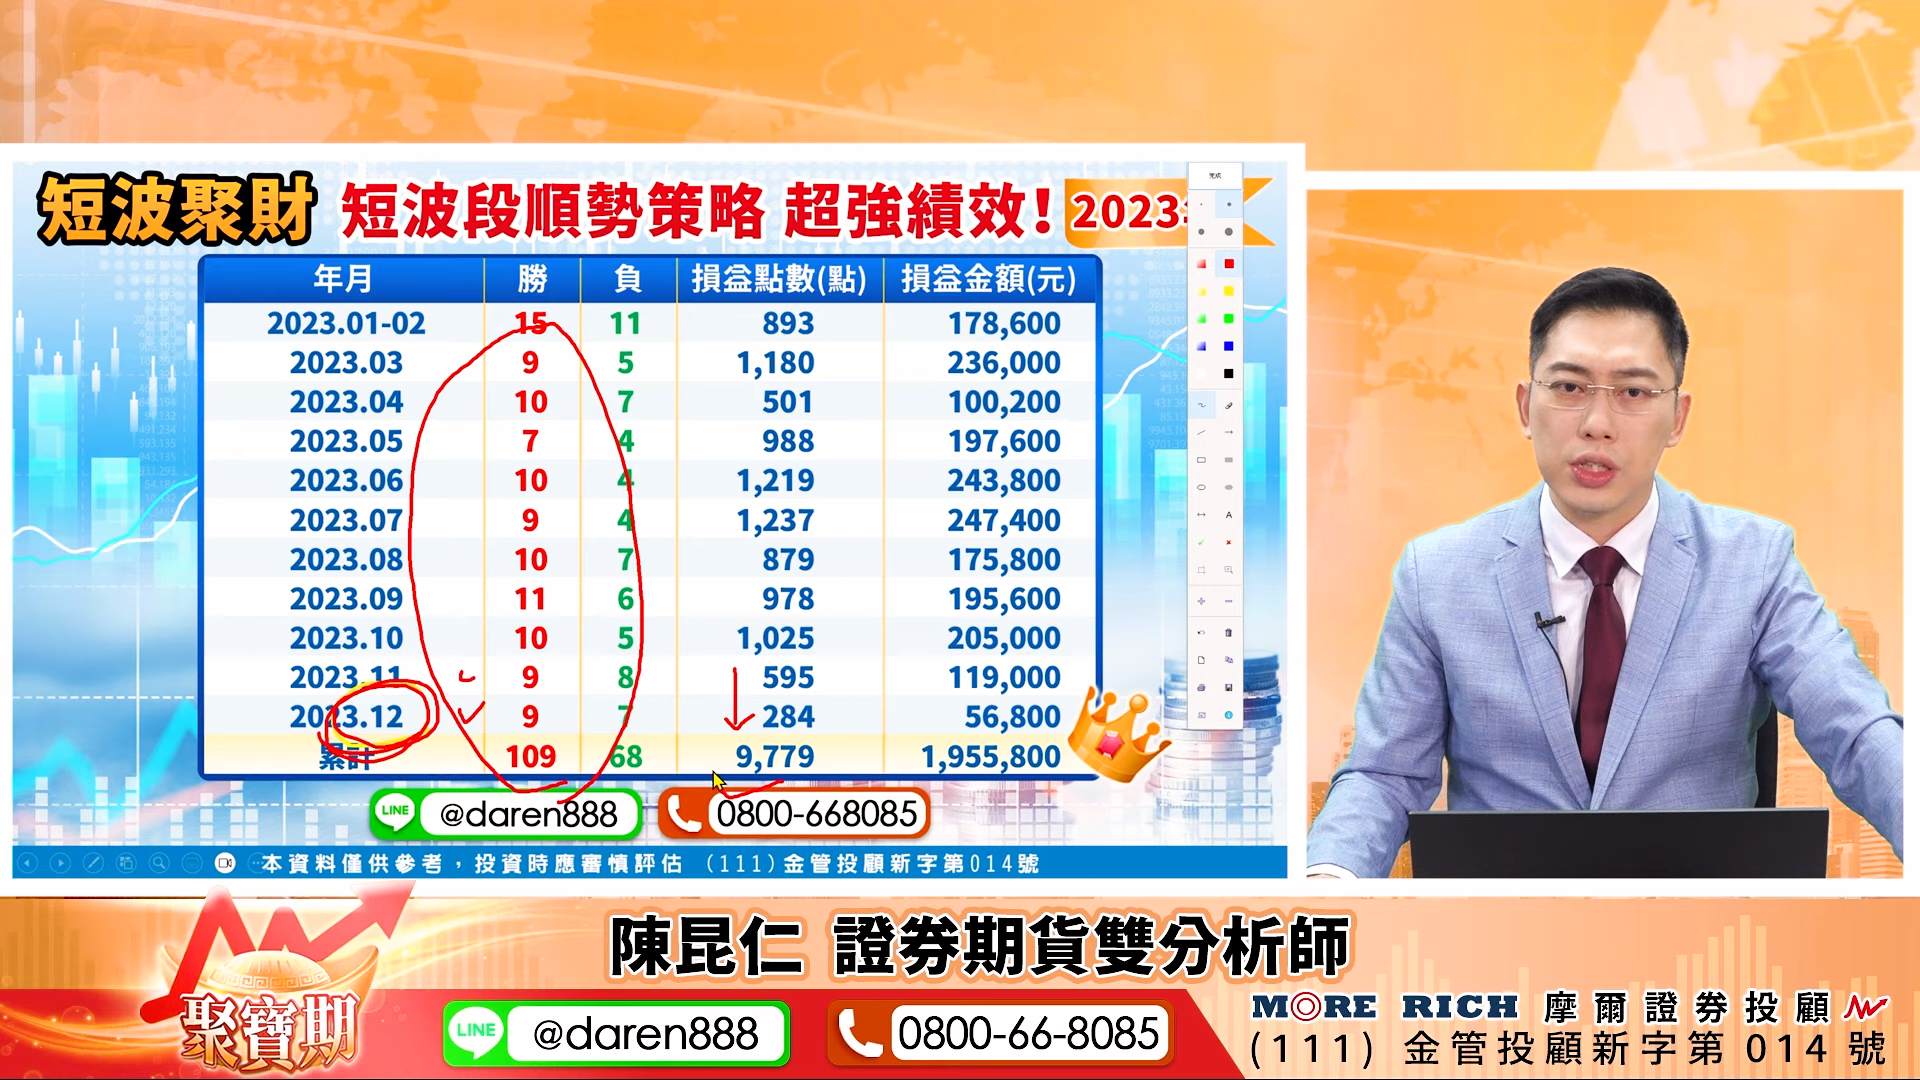 短波聚財 短波段順勢策略 超強績效! 2023
完成
年月 勝 負 損益點數(點) 損益金額(元)
2023.01-02 15 11 893 178,600
2023.03 9 5 1,180 236,000
2023.04 10 7 501 100,200
2023.05 7 4 988 197,600
2023.06 10 4 1,219 243,800
2023.07 9 4 1,237 247,400
2023.08 10 7 879 175,800
2023.09 11 6 978 195,600
2023.10 10 5 1,025 205,000
2023.11 9 8 595 119,000
2023.12 9 7 284 56,800
累計 109 68 9,779 1,955,800
LINE @daren888 0800-668085
本資料僅供參考,投資時應審慎評估 (111)金管投顧新字第014號
陳昆仁 證券期貨雙分析師
聚寶期
LINE @daren888 0800-66-8085
MORE RICH 摩爾證券投顧
(111) 金管投顧新字第 014 號